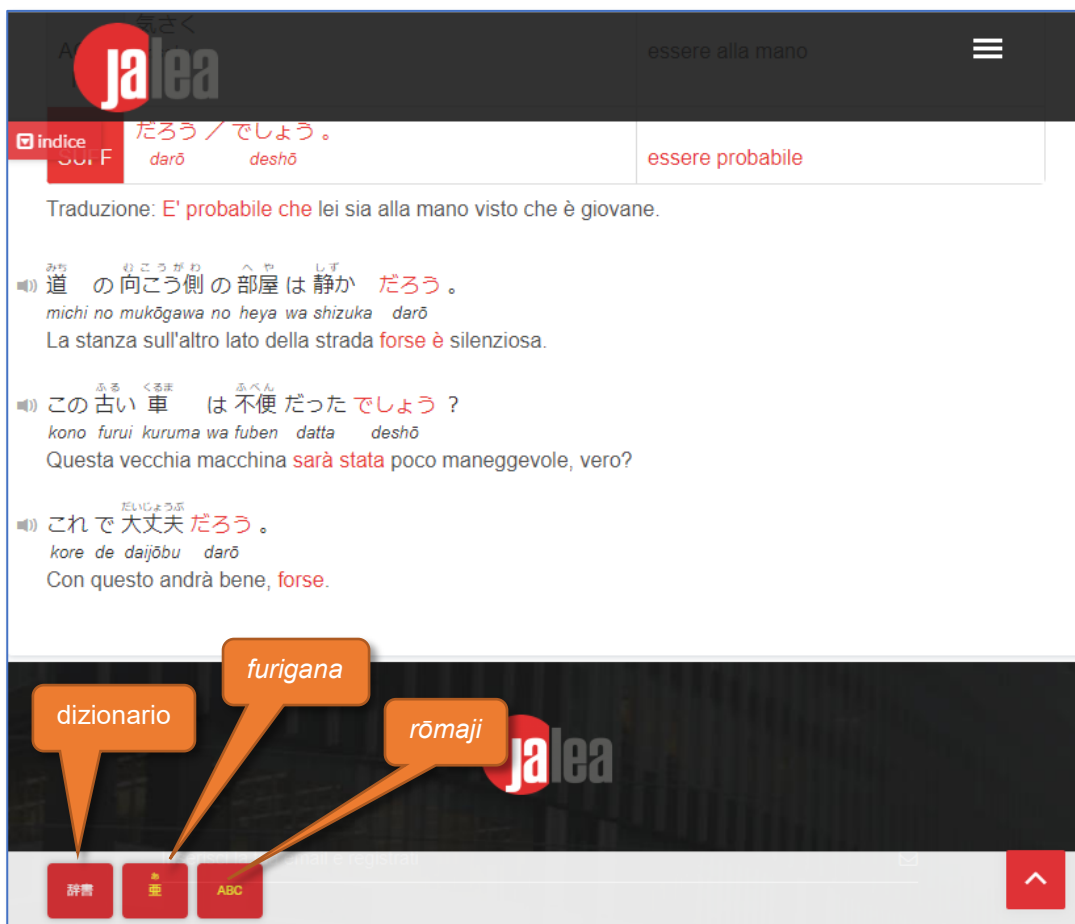 気さく
essere alla mano
jalea
indice
SUFF
だろう / でしょう 。
darō deshō
essere probabile
Traduzione: E' probabile che lei sia alla mano visto che è giovane.
みち むこうがわ へや しず
道 の 向こう側 の 部屋 は 静か だろう 。
michi no mukōgawa no heya wa shizuka darō
La stanza sull'altro lato della strada forse è silenziosa.
ふる くるま ふべん
この 古い 車 は 不便 だった でしょう ?
kono furui kuruma wa fuben datta deshō
Questa vecchia macchina sarà stata poco maneggevole, vero?
だいじょうぶ
これ で 大丈夫 だろう 。
kore de daijōbu darō
Con questo andrà bene, forse.
furigana
dizionario
rōmaji
jalea
辞書
あ
亜
ABC